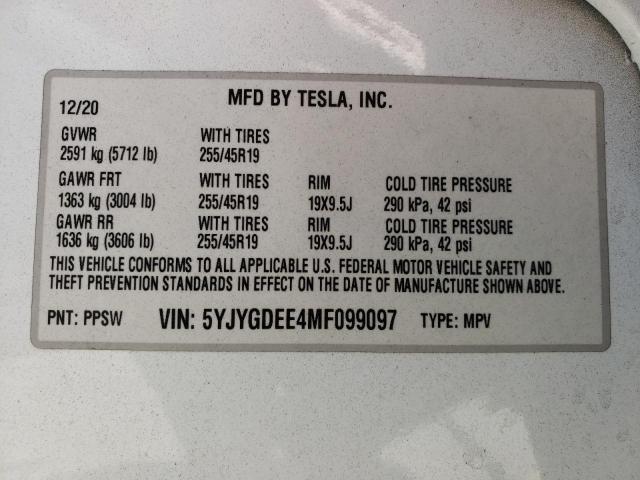 MFD BY TESLA, INC.
12/20
GVWR WITH TIRES
2591 kg (5712 lb) 255/45R19
GAWR FRT WITH TIRES RIM COLD TIRE PRESSURE
1363 kg (3004 lb) 255/45R19 19X9.5J 290 kPa, 42 psi
GAWR RR WITH TIRES RIM COLD TIRE PRESSURE
1636 kg (3606 lb) 255/45R19 19X9.5J 290 kPa, 42 psi
THIS VEHICLE CONFORMS TO ALL APPLICABLE U.S. FEDERAL MOTOR VEHICLE SAFETY AND
THEFT PREVENTION STANDARDS IN EFFECT ON THE DATE OF MANUFACTURE SHOWN ABOVE.
PNT: PPSW VIN: 5YJYGDEE4MF099097 TYPE: MPV